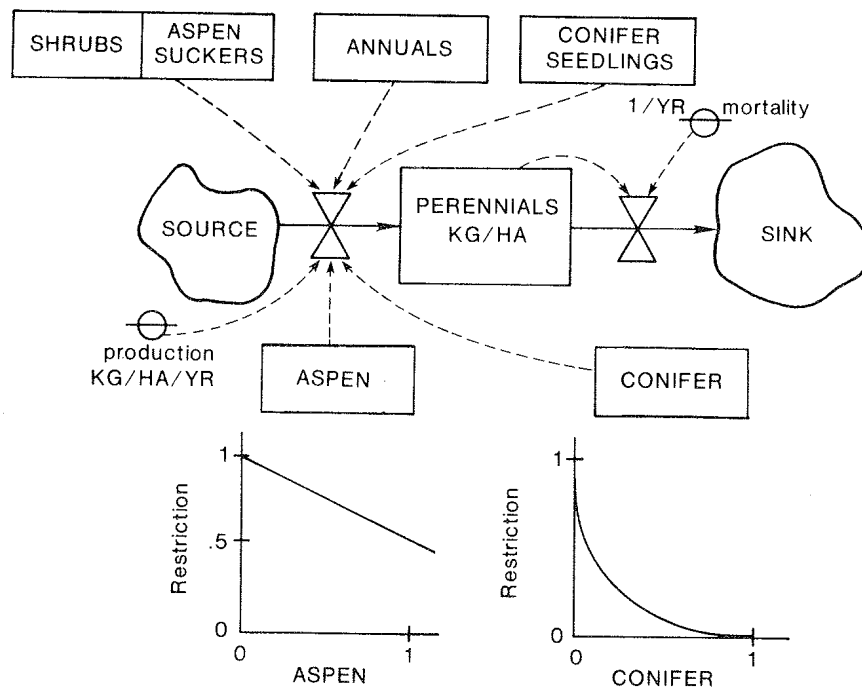 SHRUBS
ASPEN
SUCKERS
ANNUALS
CONIFER
SEEDLINGS
1/YR mortality
SOURCE
PERENNIALS
KG/HA
SINK
production
KG/HA/YR
ASPEN
CONIFER
Restriction
1
.5
0
0
1
ASPEN
Restriction
1
0
0
1
CONIFER